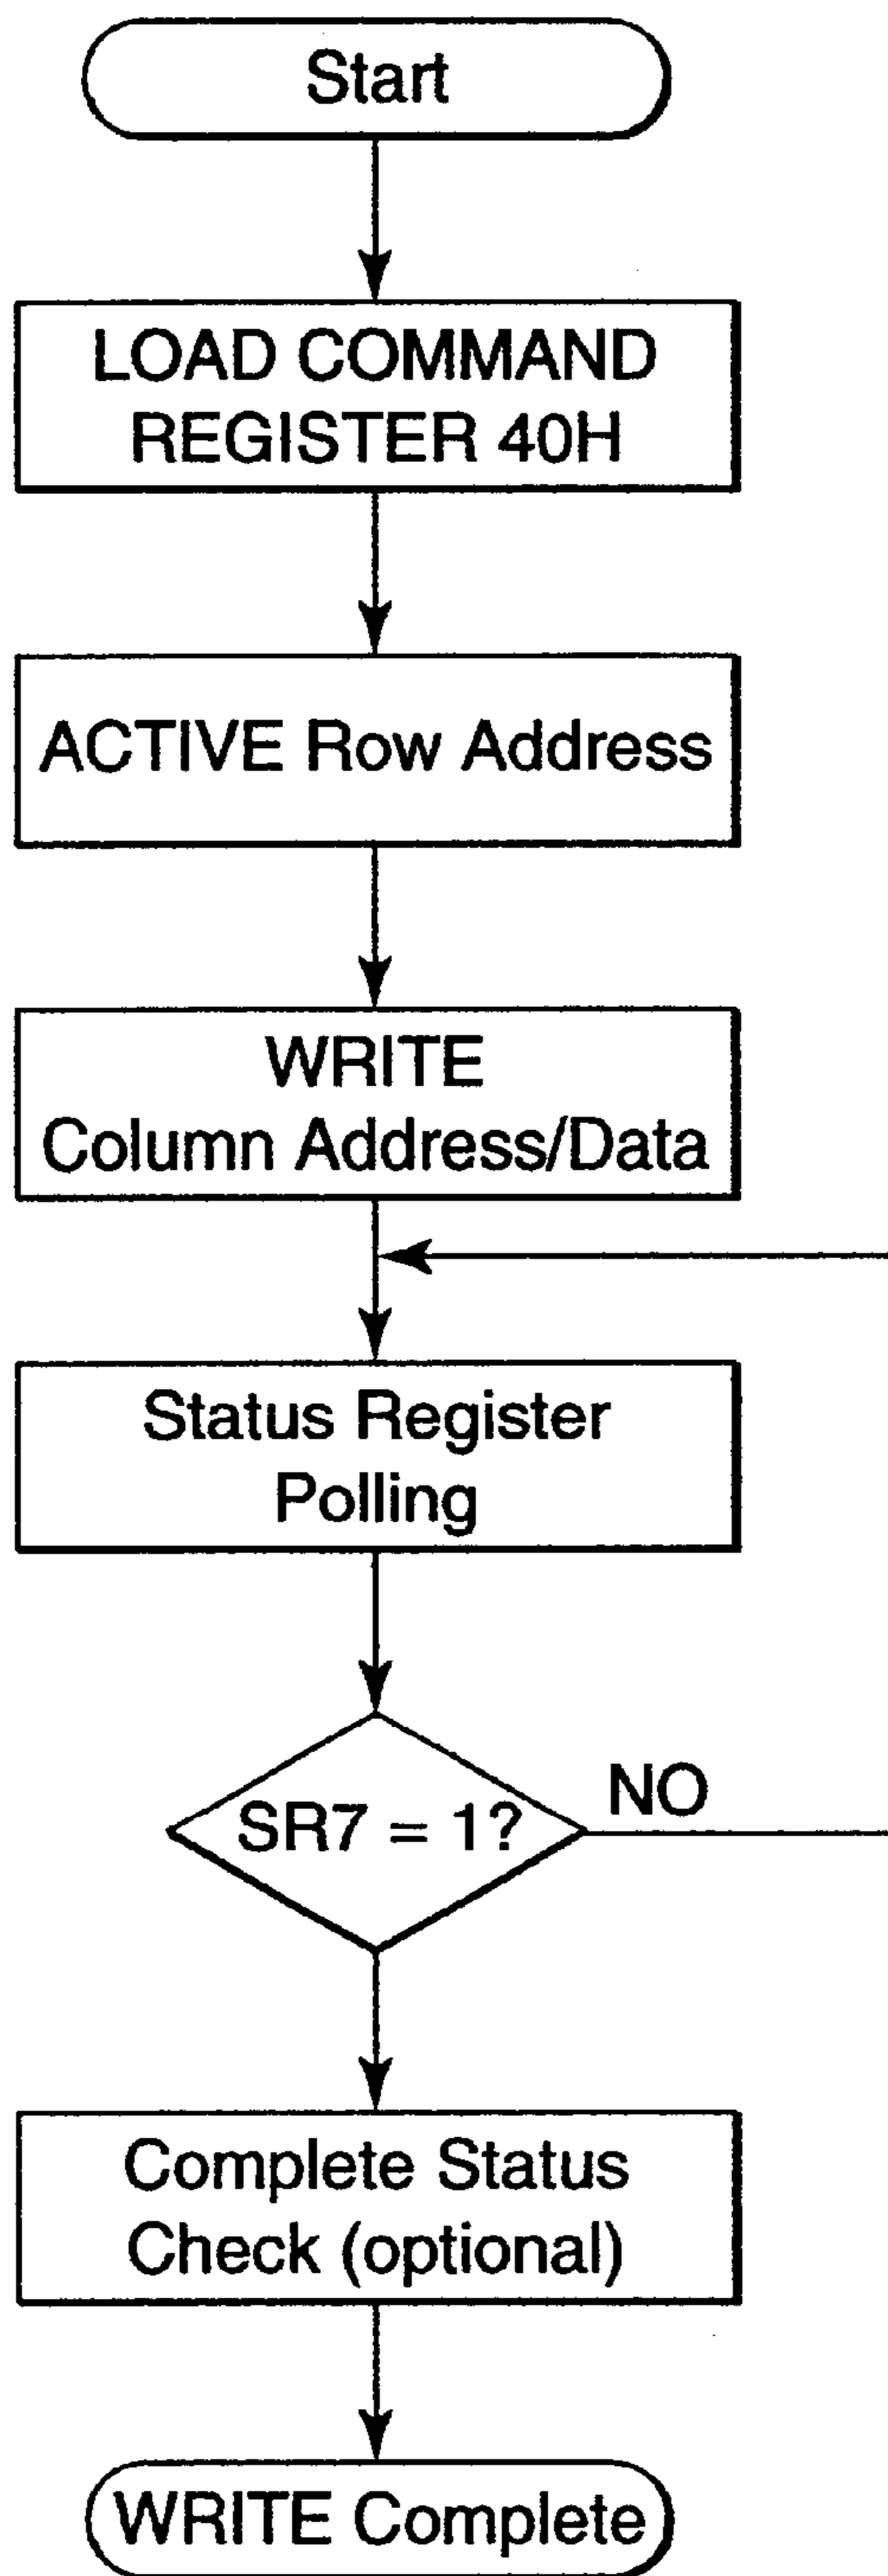 Start
LOAD COMMAND
REGISTER 40H
ACTIVE Row Address
WRITE
Column Address/Data
Status Register
Polling
SR7 = 1?
NO
Complete Status
Check (optional)
WRITE Complete